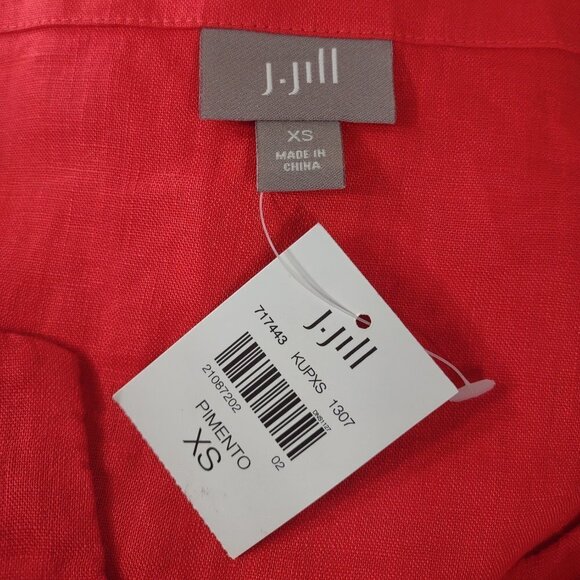 J.Jill
XS
MADE IN
CHINA
J.Jill
717443 KUPXS 1307
21087202
02
PIMENTO
XS